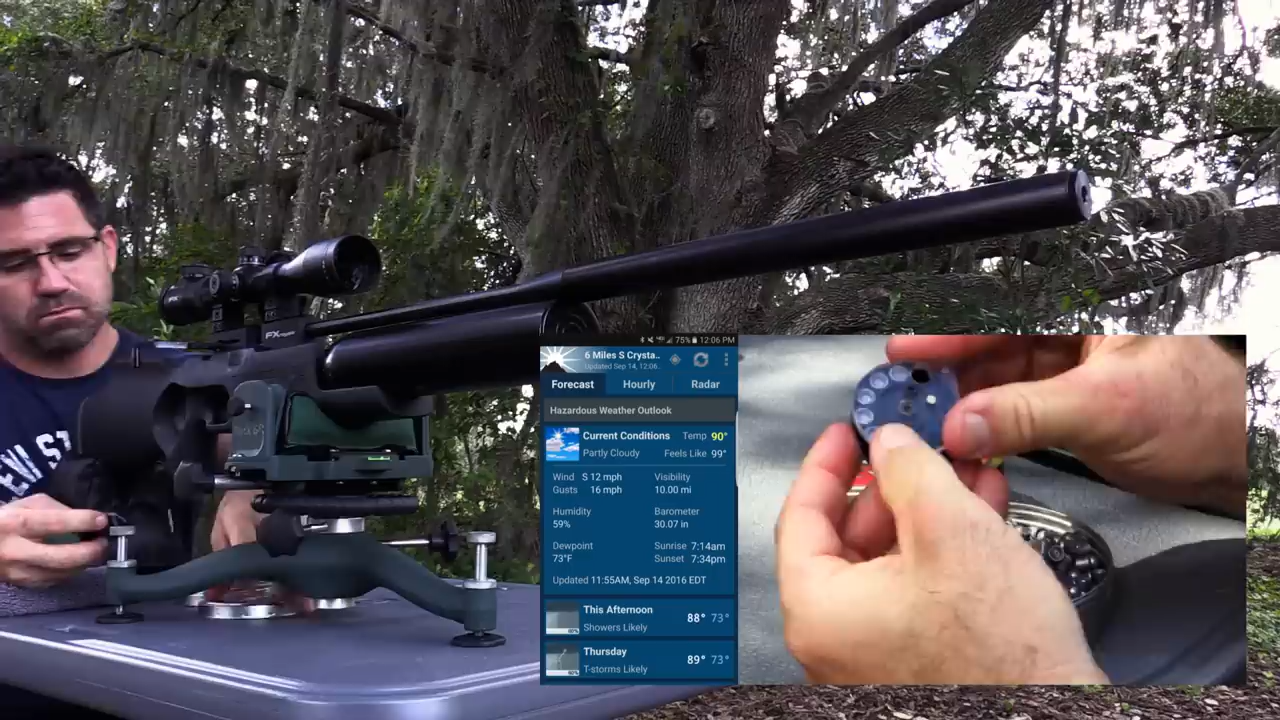 FX
EVI ST
75% 12:06 PM
6 Miles S Crysta..
Updated Sep 14, 12:06..
Forecast Hourly Radar
Hazardous Weather Outlook
Current Conditions Temp 90°
Partly Cloudy Feels Like 99°
Wind S 12 mph Visibility
Gusts 16 mph 10.00 mi
Humidity Barometer
59% 30.07 in
Dewpoint Sunrise 7:14am
73°F Sunset 7:34pm
Updated 11:55AM, Sep 14 2016 EDT
This Afternoon 88° 73°
Showers Likely
Thursday 89° 73°
T-storms Likely